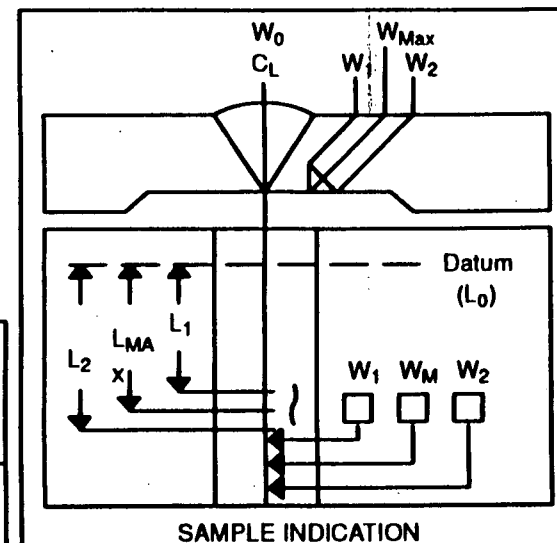 W0
CL
W1
WMax
W2
Datum
(L0)
L1
LMA
x
L2
W1 WM W2
SAMPLE INDICATION